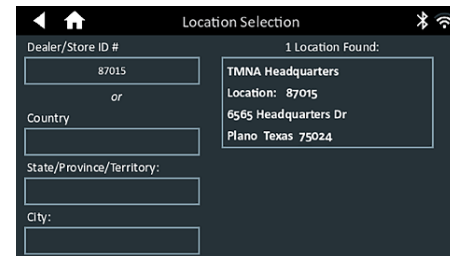 Location Selection
Dealer/Store ID #
87015
or
Country
State/Province/Territory:
City:
1 Location Found:
TMNA Headquarters
Location: 87015
6565 Headquarters Dr
Plano Texas 75024